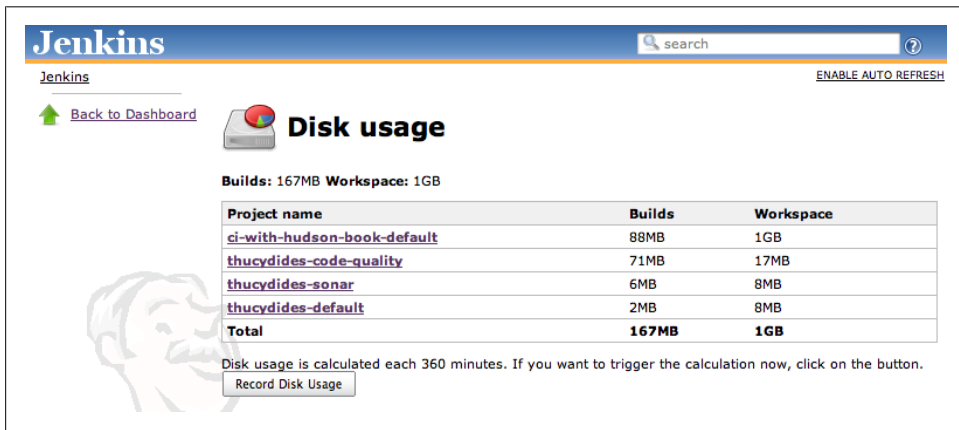 Jenkins
search
Jenkins
ENABLE AUTO REFRESH
Back to Dashboard
Disk usage
Builds: 167MB Workspace: 1GB
Project name Builds Workspace
ci-with-hudson-book-default 88MB 1GB
thucydides-code-quality 71MB 17MB
thucydides-sonar 6MB 8MB
thucydides-default 2MB 8MB
Total 167MB 1GB
Disk usage is calculated each 360 minutes. If you want to trigger the calculation now, click on the button.
Record Disk Usage